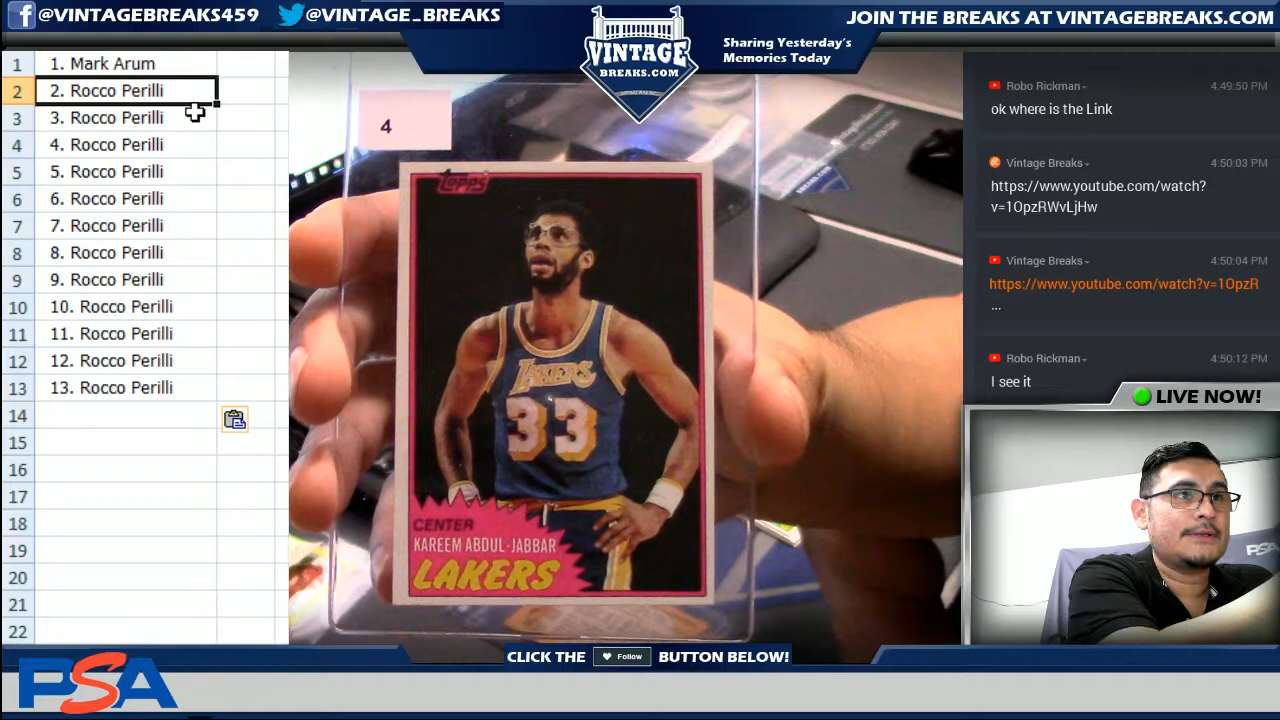 @VINTAGEBREAKS459
@VINTAGE_BREAKS
VINTAGE
BREAKS.COM
Sharing Yesterday's
Memories Today
JOIN THE BREAKS AT VINTAGEBREAKS.COM
1 1. Mark Arum
2 2. Rocco Perilli
3 3. Rocco Perilli
4 4. Rocco Perilli
5 5. Rocco Perilli
6 6. Rocco Perilli
7 7. Rocco Perilli
8 8. Rocco Perilli
9 9. Rocco Perilli
10 10. Rocco Perilli
11 11. Rocco Perilli
12 12. Rocco Perilli
13 13. Rocco Perilli
14
15
16
17
18
19
20
21
22
4
Topps
LAKERS
33
CENTER
KAREEM ABDUL-JABBAR
LAKERS
Robo Rickman 4:49:50 PM
ok where is the Link
Vintage Breaks 4:50:03 PM
https://www.youtube.com/watch?
v=1OpzRWvLjHw
Vintage Breaks 4:50:04 PM
https://www.youtube.com/watch?v=1OpzR
...
Robo Rickman 4:50:12 PM
I see it
LIVE NOW!
PSA
CLICK THE Follow BUTTON BELOW!
PSA